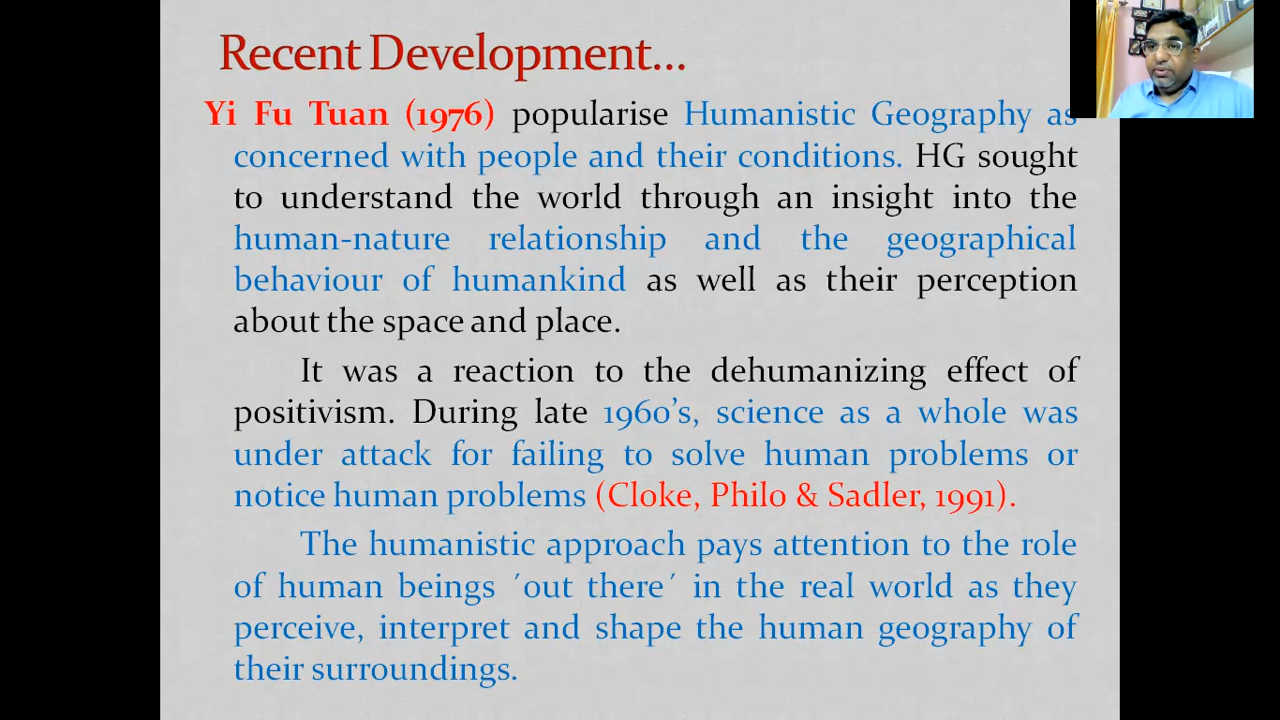 Recent Development...
Yi Fu Tuan (1976) popularise Humanistic Geography as
concerned with people and their conditions. HG sought
to understand the world through an insight into the
human-nature relationship and the geographical
behaviour of humankind as well as their perception
about the space and place.
It was a reaction to the dehumanizing effect of
positivism. During late 1960's, science as a whole was
under attack for failing to solve human problems or
notice human problems (Cloke, Philo & Sadler, 1991).
The humanistic approach pays attention to the role
of human beings ´out there´ in the real world as they
perceive, interpret and shape the human geography of
their surroundings.